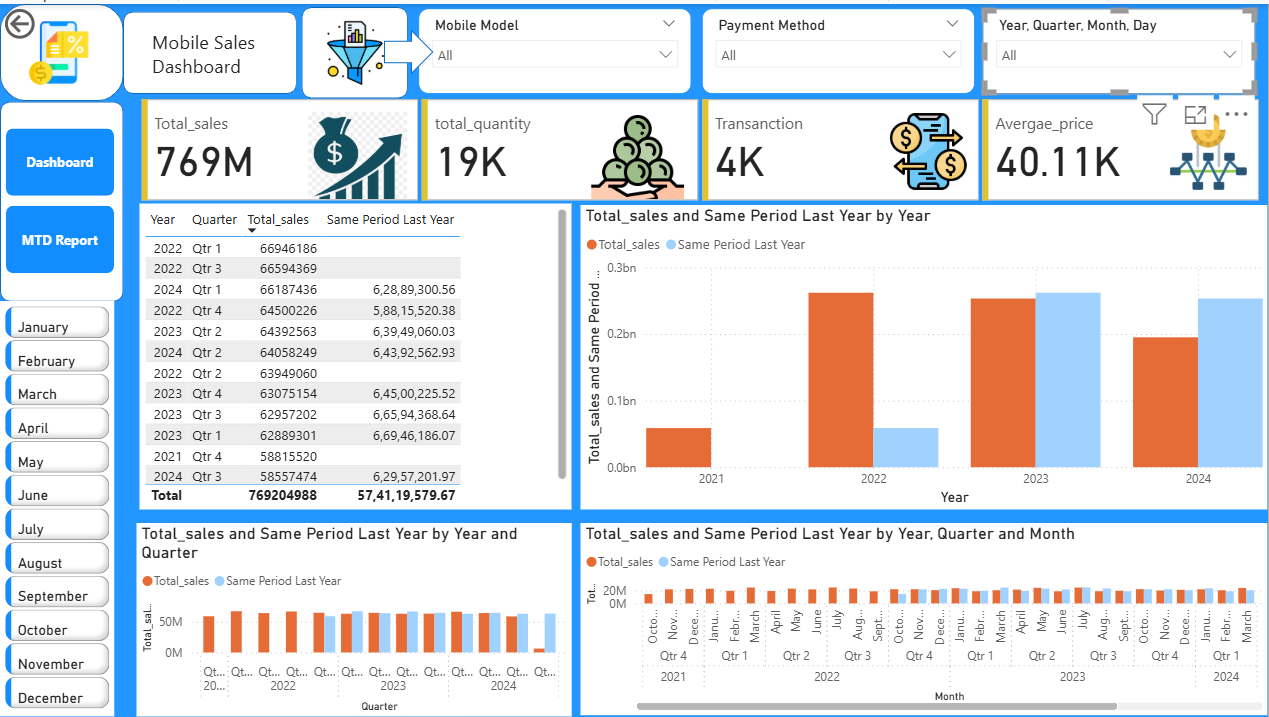 Mobile Sales
Dashboard
Mobile Model
All
Payment Method
All
Year, Quarter, Month, Day
All
Dashboard
MTD Report
January
February
March
April
May
June
July
August
September
October
November
December
Total_sales
769M
total_quantity
19K
Transanction
4K
Avergae_price
40.11K
Year Quarter Total_sales Same Period Last Year
2022 Qtr 1 66946186
2022 Qtr 3 66594369
2024 Qtr 1 66187436 6,28,89,300.56
2022 Qtr 4 64500226 5,88,15,520.38
2023 Qtr 2 64392563 6,39,49,060.03
2024 Qtr 2 64058249 6,43,92,562.93
2022 Qtr 2 63949060
2023 Qtr 4 63075154 6,45,00,225.52
2023 Qtr 3 62957202 6,65,94,368.64
2023 Qtr 1 62889301 6,69,46,186.07
2021 Qtr 4 58815520
2024 Qtr 3 58557474 6,29,57,201.97
Total 769204988 57,41,19,579.67
Total_sales and Same Period Last Year by Year
Total_sales Same Period Last Year
Total_sales and Same Period ...
0.3bn
0.2bn
0.1bn
0.0bn
2021 2022 2023 2024
Year
Total_sales and Same Period Last Year by Year and
Quarter
Total_sales Same Period Last Year
Total_sal...
50M
0M
Qt... Qt... Qt... Qt... Qt... Qt... Qt... Qt... Qt... Qt... Qt... Qt... Qt...
20... 2022 2023 2024
Quarter
Total_sales and Same Period Last Year by Year, Quarter and Month
Total_sales Same Period Last Year
Tot...
20M
0M
Octo... Nov... Dece... Janu... Febr... March April May June July Aug... Sept... Octo... Nov... Dece... Janu... Febr... March April May June July Aug... Sept... Octo... Nov... Dece... Janu... Febr... March
Qtr 4 Qtr 1 Qtr 2 Qtr 3 Qtr 4 Qtr 1 Qtr 2 Qtr 3 Qtr 4 Qtr 1
2021 2022 2023 2024
Month